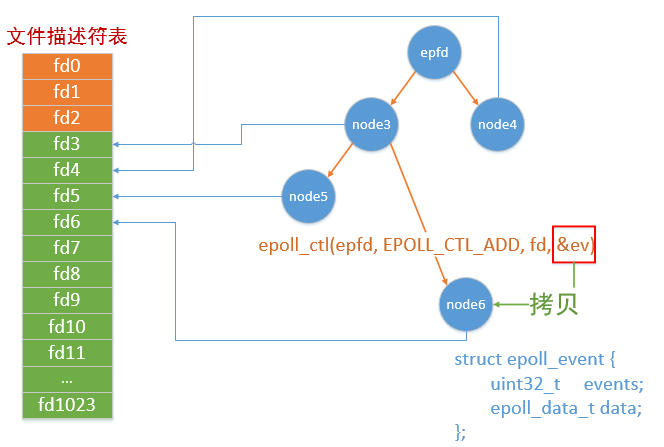 文件描述符表
fd0
fd1
fd2
fd3
fd4
fd5
fd6
fd7
fd8
fd9
fd10
fd11
...
fd1023
epfd
node3
node4
node5
epoll_ctl(epfd, EPOLL_CTL_ADD, fd, &ev)
node6
拷贝
struct epoll_event {
uint32_t events;
epoll_data_t data;
};